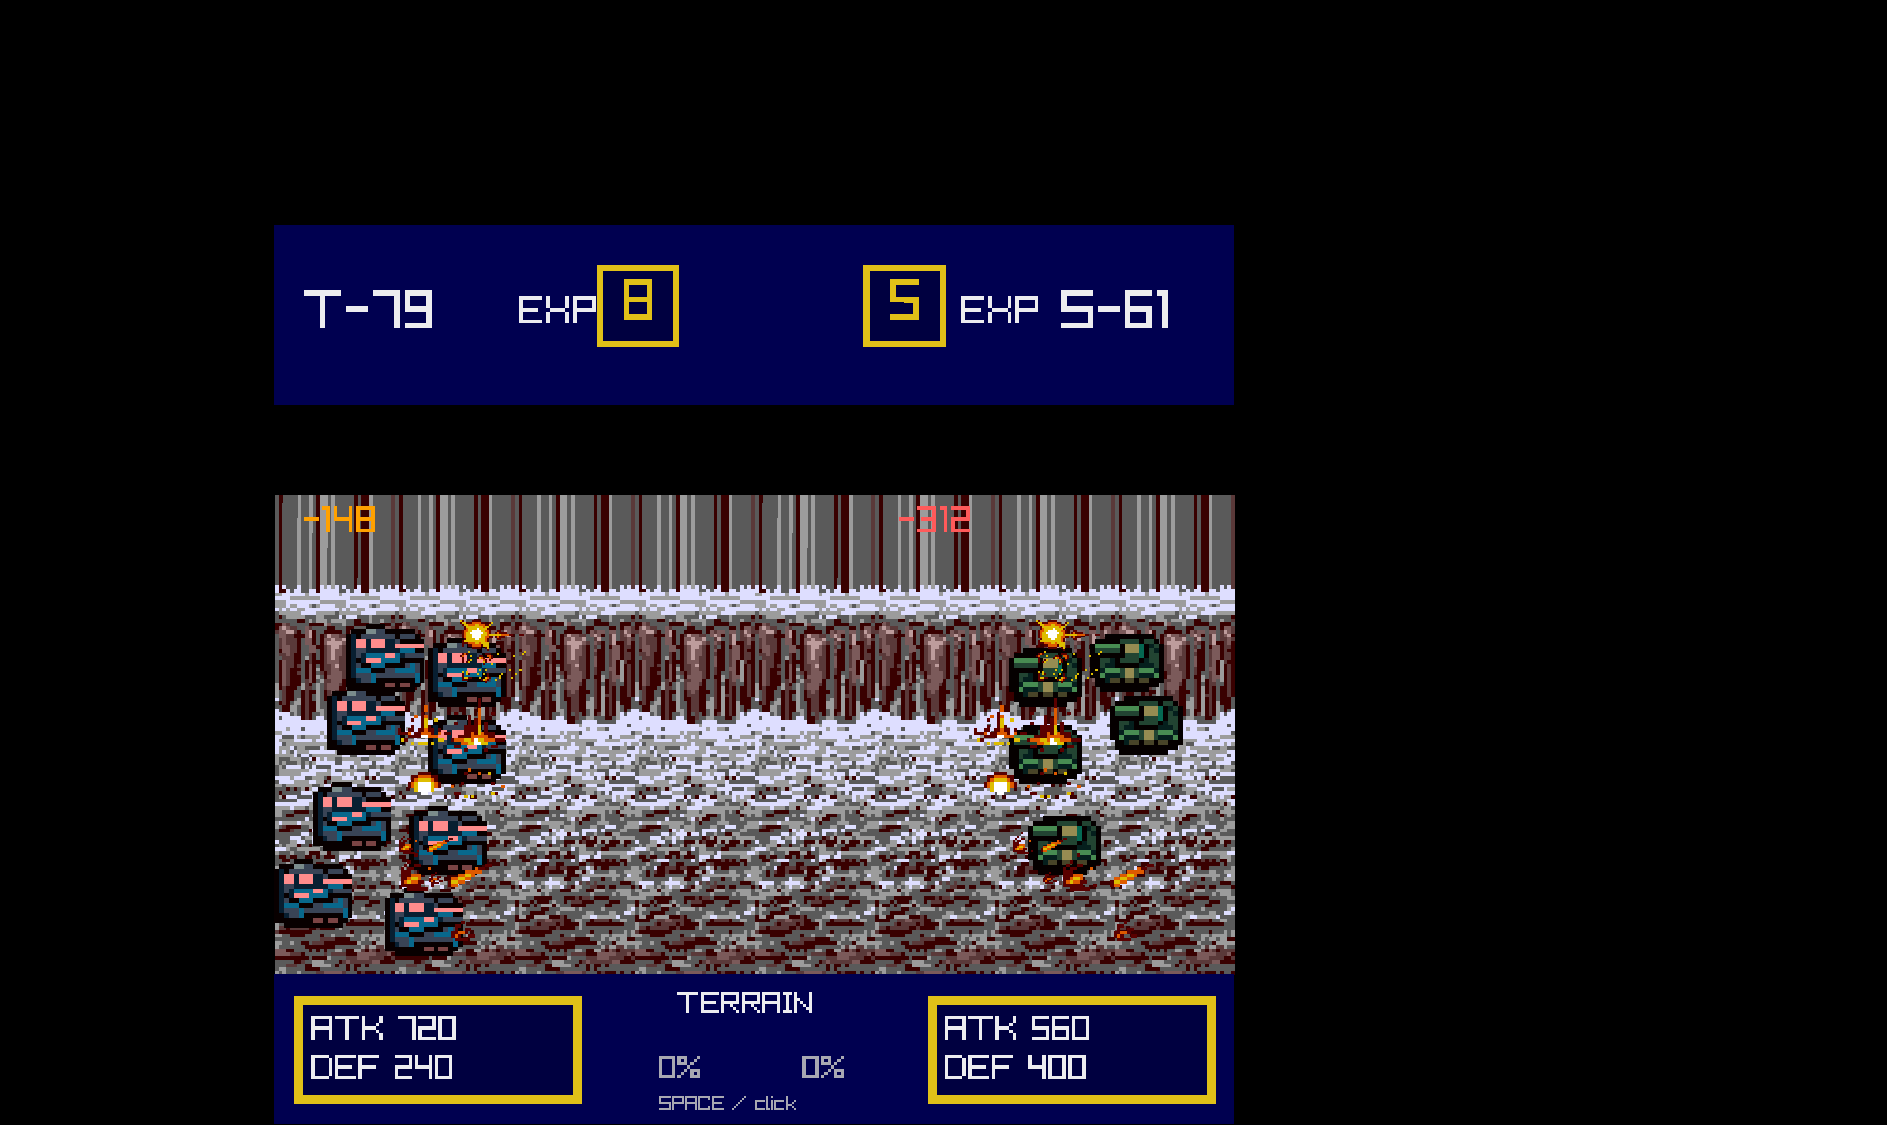 T-79 EXP 8 5 EXP S-61
-148 -312
TERRAIN
ATK 720 ATK 560
DEF 240 0% 0% DEF 400
SPACE / click